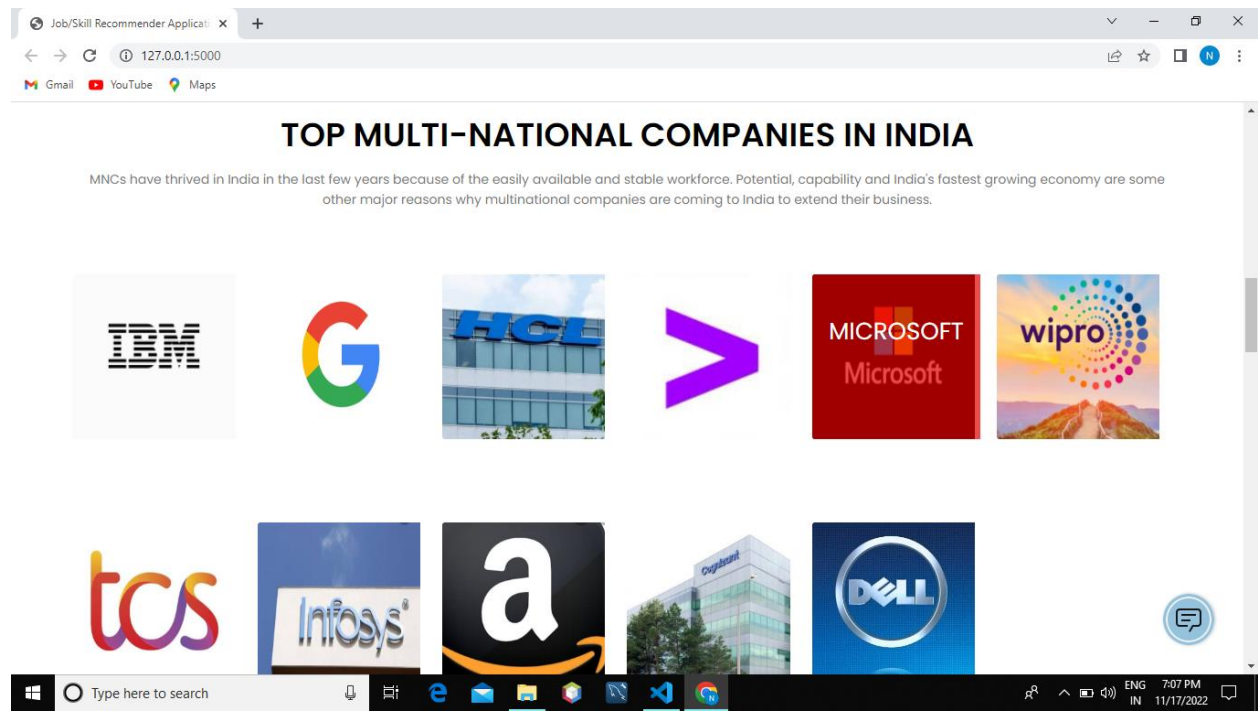 Job/Skill Recommender Applicati
127.0.0.1:5000
Gmail YouTube Maps
N
TOP MULTI-NATIONAL COMPANIES IN INDIA
MNCs have thrived in India in the last few years because of the easily available and stable workforce. Potential, capability and India's fastest growing economy are some
other major reasons why multinational companies are coming to India to extend their business.
IBM
G
HCL
MICROSOFT
Microsoft
wipro
tcs
Infosys
a
Cognizant
DELL
Type here to search
ENG
IN
7:07 PM
11/17/2022